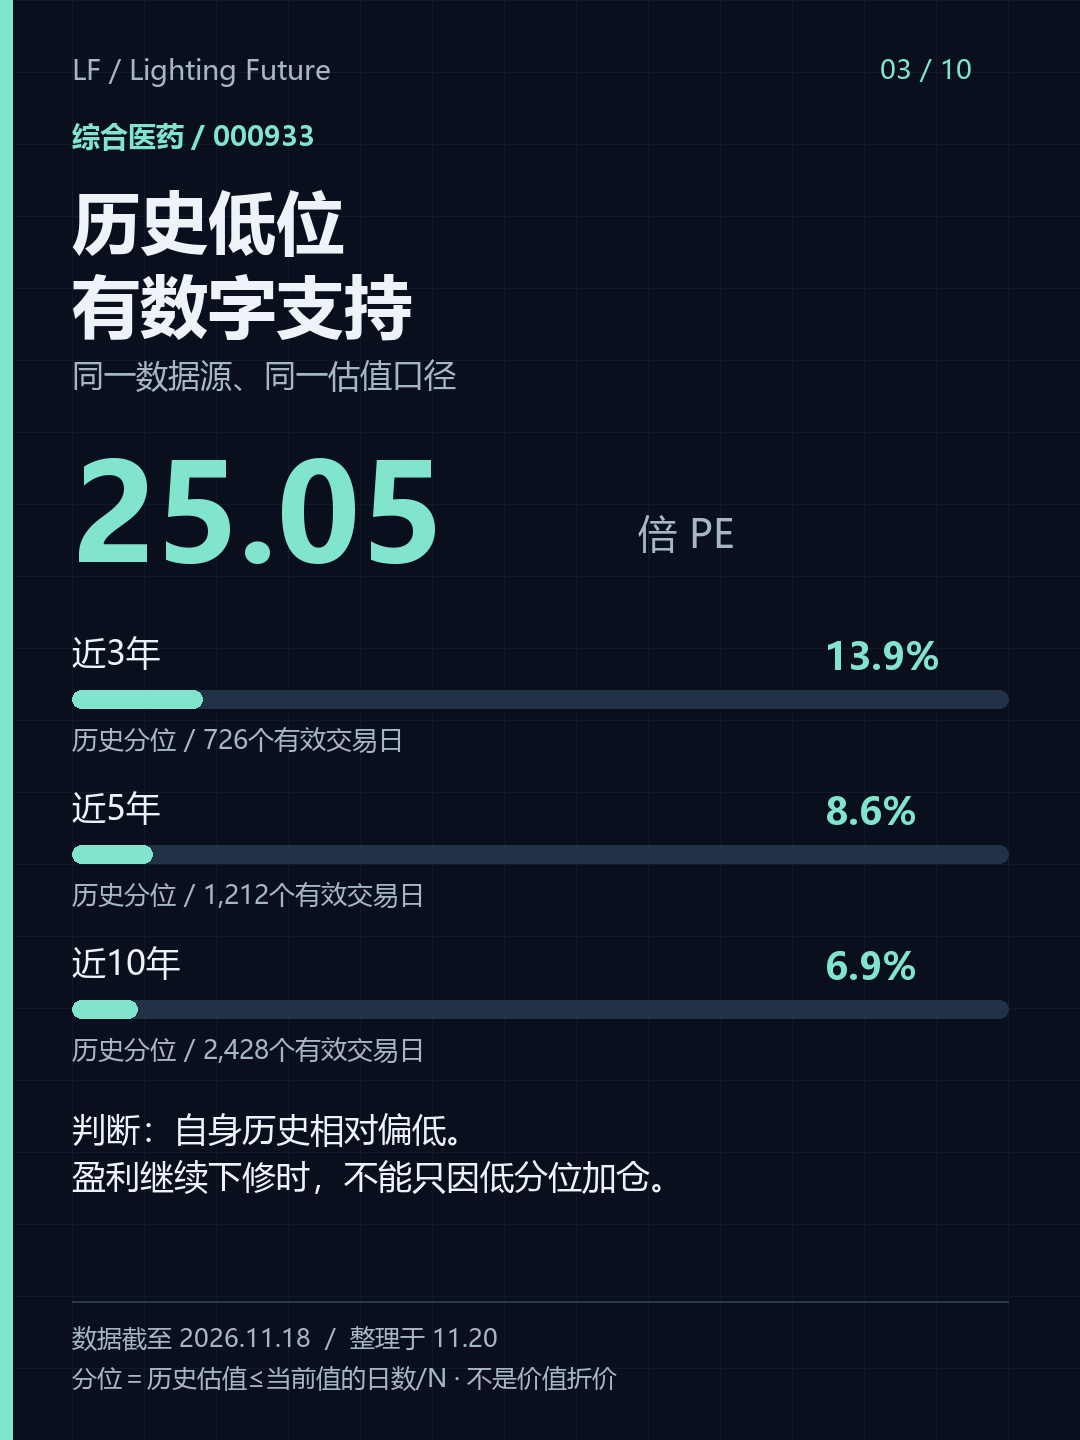 LF / Lighting Future
03 / 10
综合医药 / 000933
历史低位
有数字支持
同一数据源、同一估值口径
25.05 倍 PE
近3年 13.9%
历史分位 / 726个有效交易日
近5年 8.6%
历史分位 / 1,212个有效交易日
近10年 6.9%
历史分位 / 2,428个有效交易日
判断：自身历史相对偏低。
盈利继续下修时，不能只因低分位加仓。
数据截至 2026.11.18 / 整理于 11.20
分位＝历史估值≤当前值的日数/N · 不是价值折价